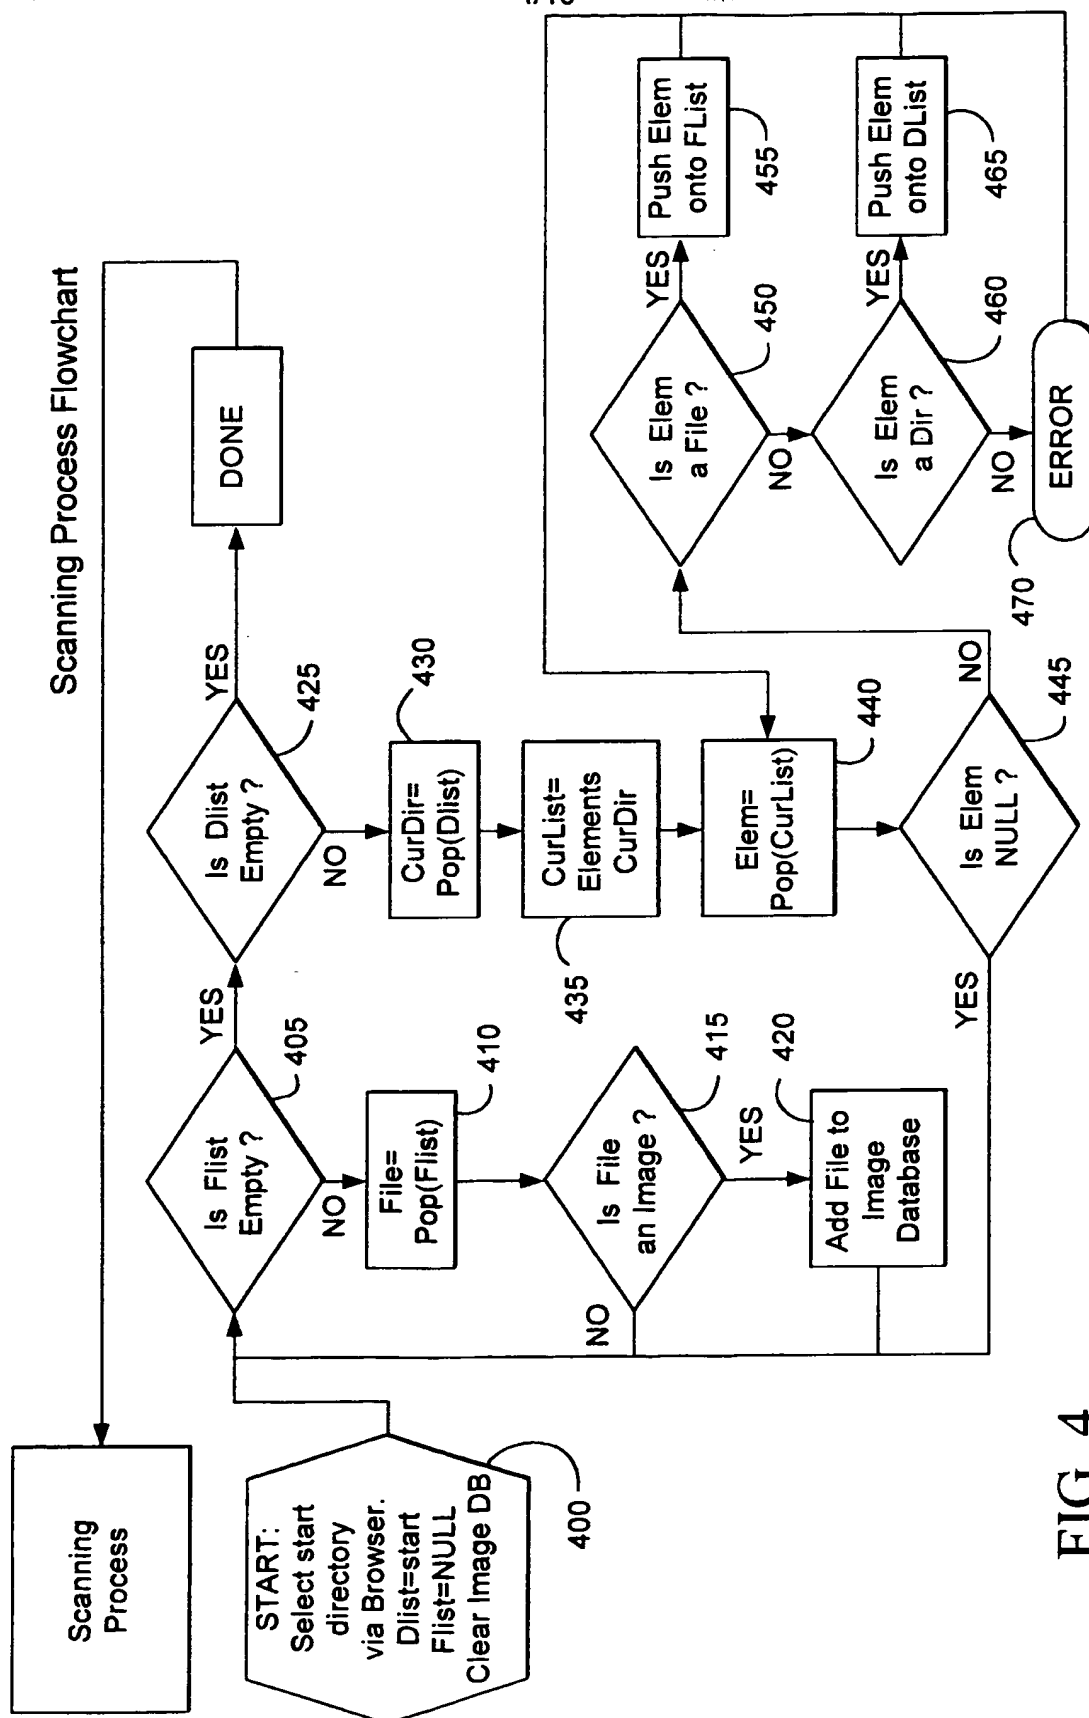 Scanning Process Flowchart
Scanning
Process
START:
Select start
directory
via Browser.
Dlist=start
Flist=NULL
Clear Image DB
400
Is Flist
Empty ?
405
YES
NO
File=
Pop(Flist)
410
Is File
an Image ?
415
NO
YES
Add File to
Image
Database
420
Is Dlist
Empty ?
425
YES
NO
DONE
CurDir=
Pop(Dlist)
430
CurList=
Elements
CurDir
435
Elem=
Pop(CurList)
440
Is Elem
NULL ?
445
YES
NO
Is Elem
a File ?
450
YES
NO
Push Elem
onto FList
455
Is Elem
a Dir ?
460
YES
NO
Push Elem
onto DList
465
ERROR
470
FIG. 4